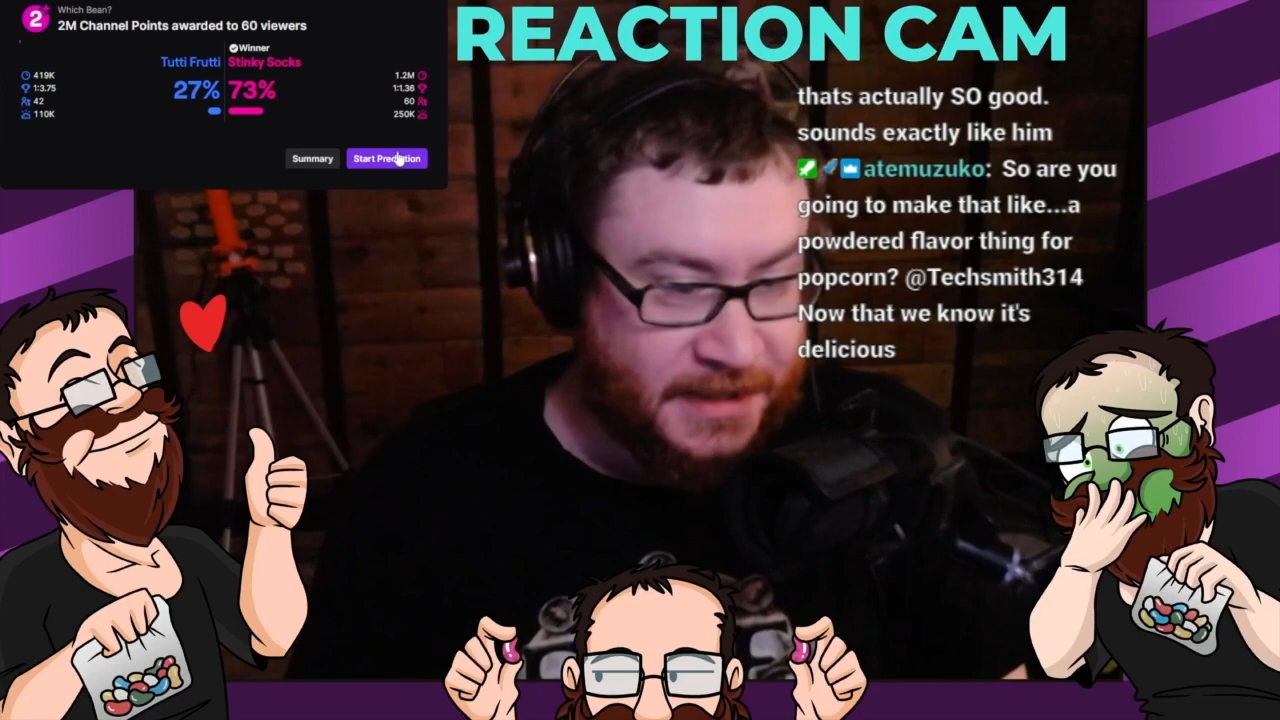 2
Which Bean?
2M Channel Points awarded to 60 viewers
Winner
Tutti Frutti Stinky Socks
27% 73%
419K
1:3.75
42
110K
1.2M
1:1.36
60
250K
Summary
Start Prediction
REACTION CAM
thats actually SO good.
sounds exactly like him
atemuzuko: So are you
going to make that like...a
powdered flavor thing for
popcorn? @Techsmith314
Now that we know it's
delicious